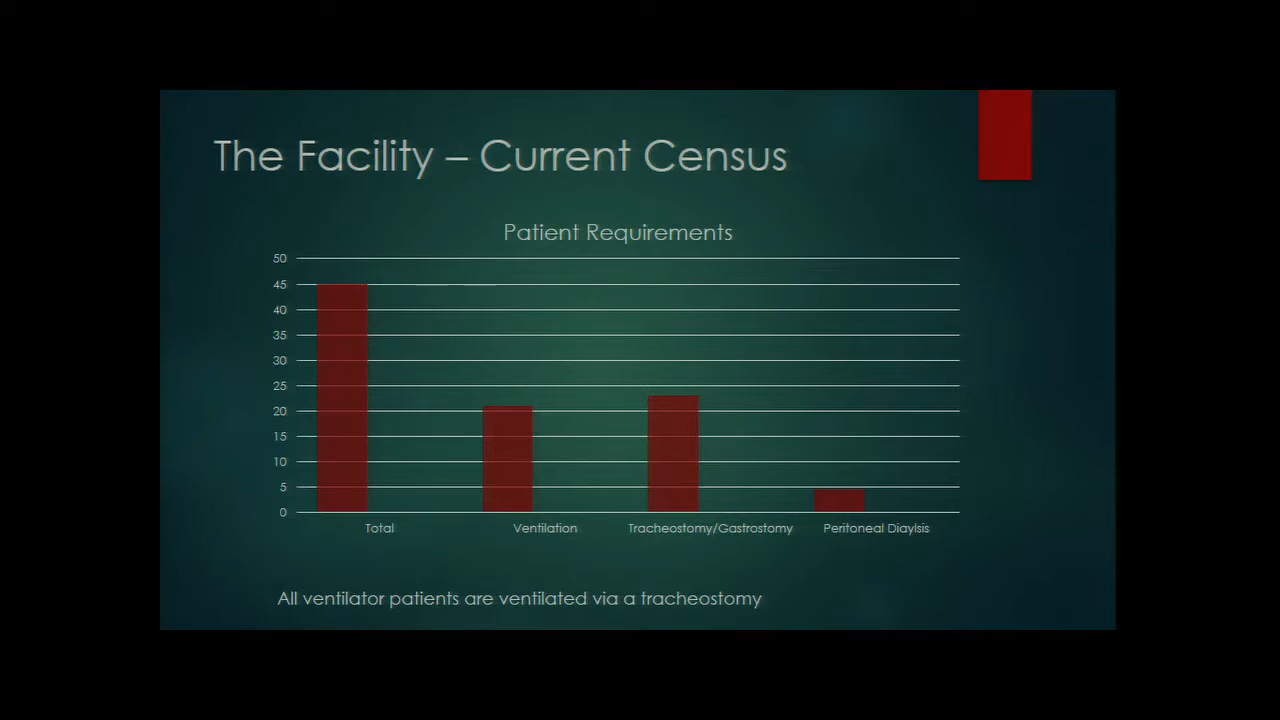 The Facility – Current Census
Patient Requirements
50
45
40
35
30
25
20
15
10
5
0
Total Ventilation Tracheostomy/Gastrostomy Peritoneal Diaylsis
All ventilator patients are ventilated via a tracheostomy